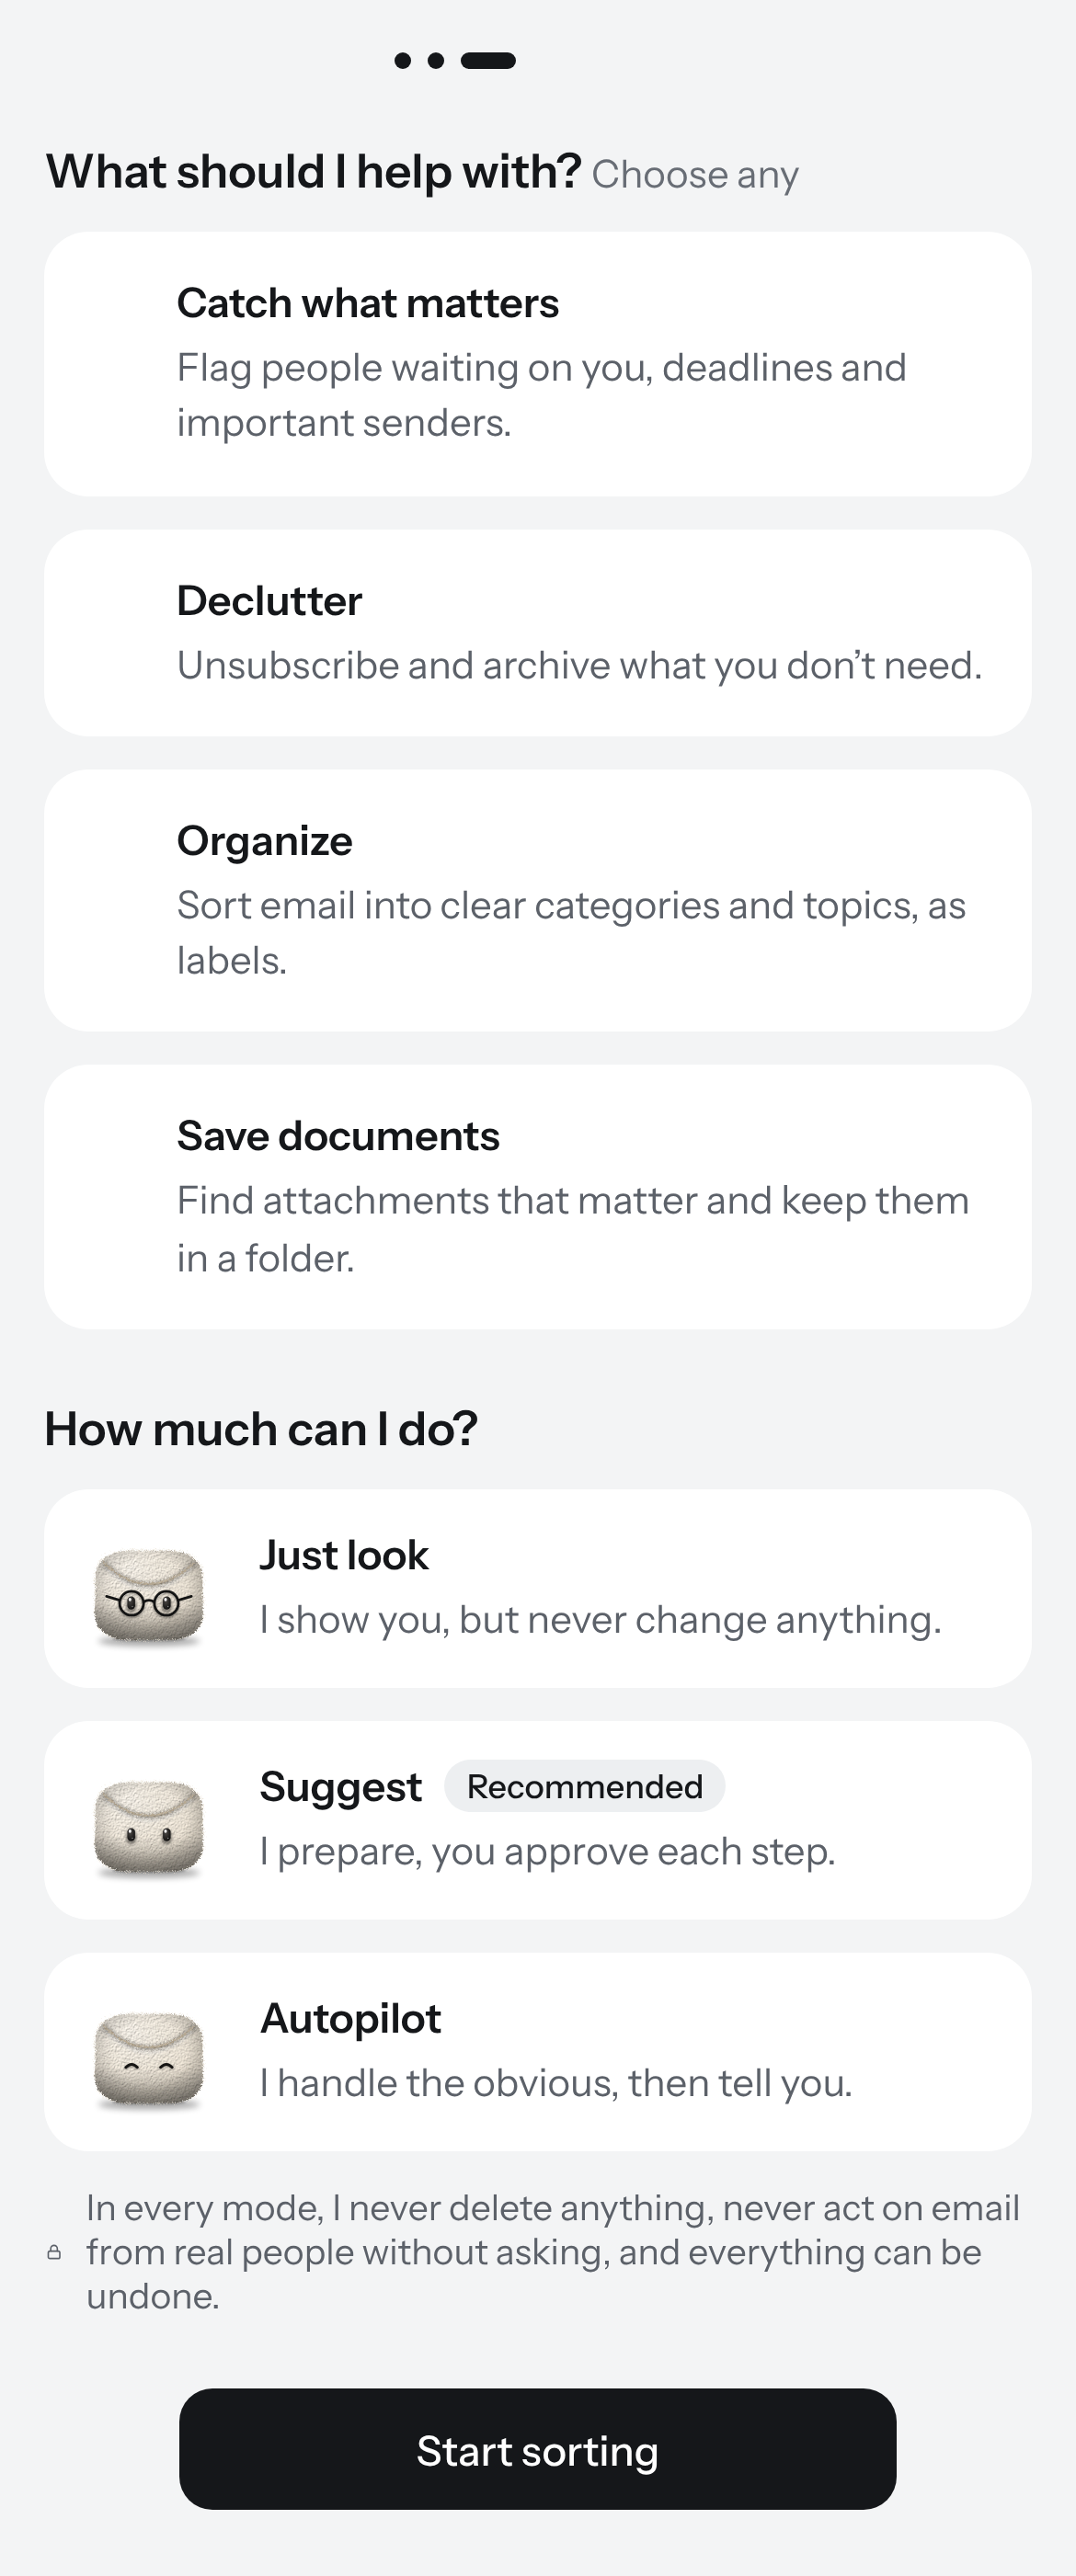 What should I help with? Choose any
Catch what matters
Flag people waiting on you, deadlines and
important senders.
Declutter
Unsubscribe and archive what you don’t need.
Organize
Sort email into clear categories and topics, as
labels.
Save documents
Find attachments that matter and keep them
in a folder.
How much can I do?
Just look
I show you, but never change anything.
Suggest Recommended
I prepare, you approve each step.
Autopilot
I handle the obvious, then tell you.
In every mode, I never delete anything, never act on email
from real people without asking, and everything can be
undone.
Start sorting